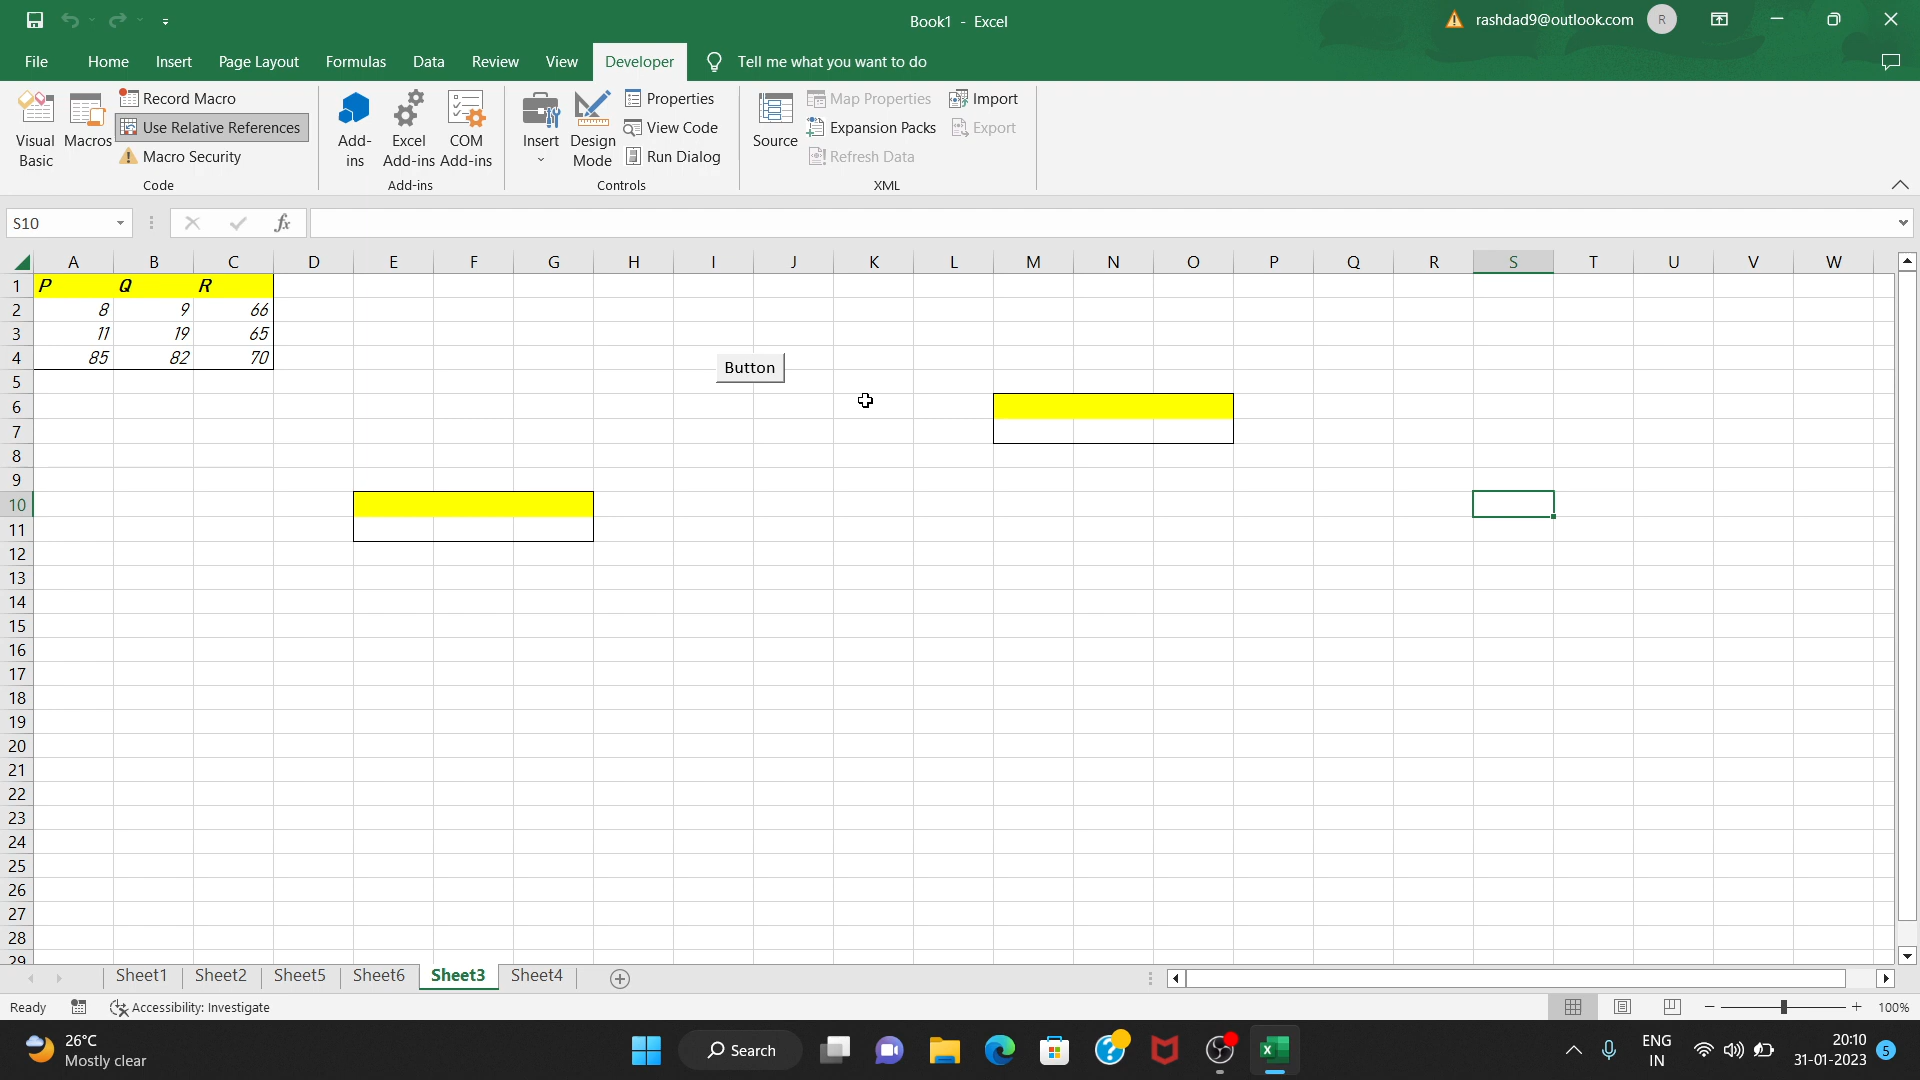 Book1 - Excel
rashdad9@outlook.com
R
File Home Insert Page Layout Formulas Data Review View Developer Tell me what you want to do
Visual Basic
Macros
Record Macro
Use Relative References
Macro Security
Code
Add-ins
Excel Add-ins
COM Add-ins
Add-ins
Insert
Design Mode
Properties
View Code
Run Dialog
Controls
Source
Map Properties
Expansion Packs
Refresh Data
Import
Export
XML
S10
fx
A B C D E F G H I J K L M N O P Q R S T U V W
1 P Q R
2 8 9 66
3 11 19 65
4 85 82 70
Button
5
6
7
8
9
10
11
12
13
14
15
16
17
18
19
20
21
22
23
24
25
26
27
28
29
Sheet1 Sheet2 Sheet5 Sheet6 Sheet3 Sheet4
Ready Accessibility: Investigate 100%
26°C
Mostly clear
Search
ENG
IN
20:10
31-01-2023
5